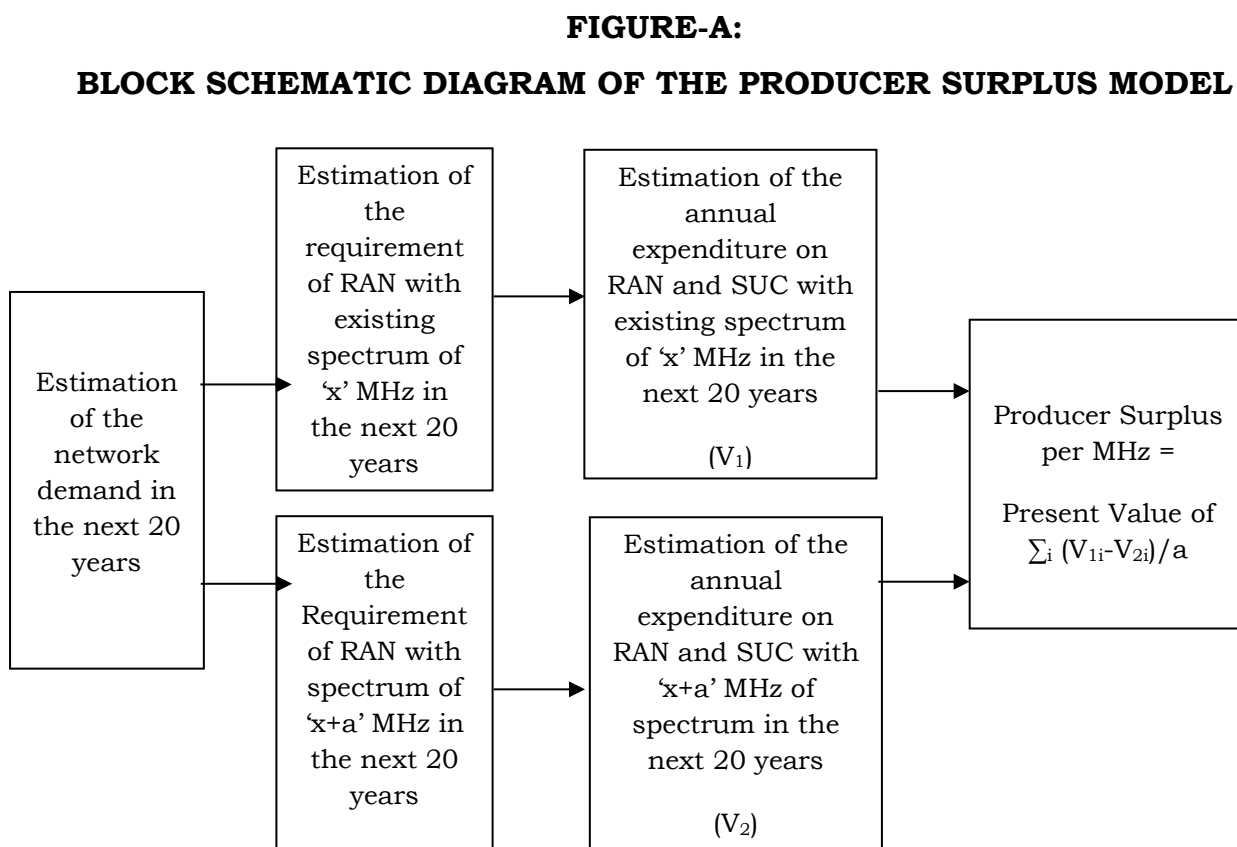 FIGURE-A:
BLOCK SCHEMATIC DIAGRAM OF THE PRODUCER SURPLUS MODEL
Estimation
of the
network
demand in
the next 20
years
Estimation of
the
requirement
of RAN with
existing
spectrum of
‘x’ MHz in
the next 20
years
Estimation of the
annual
expenditure on
RAN and SUC with
existing spectrum
of ‘x’ MHz in the
next 20 years
(V₁)
Estimation of
the
Requirement
of RAN with
spectrum of
‘x+a’ MHz in
the next 20
years
Estimation of the
annual
expenditure on
RAN and SUC with
‘x+a’ MHz of
spectrum in the
next 20 years
(V₂)
Producer Surplus
per MHz =
Present Value of
∑ᵢ (V₁ᵢ-V₂ᵢ)/a